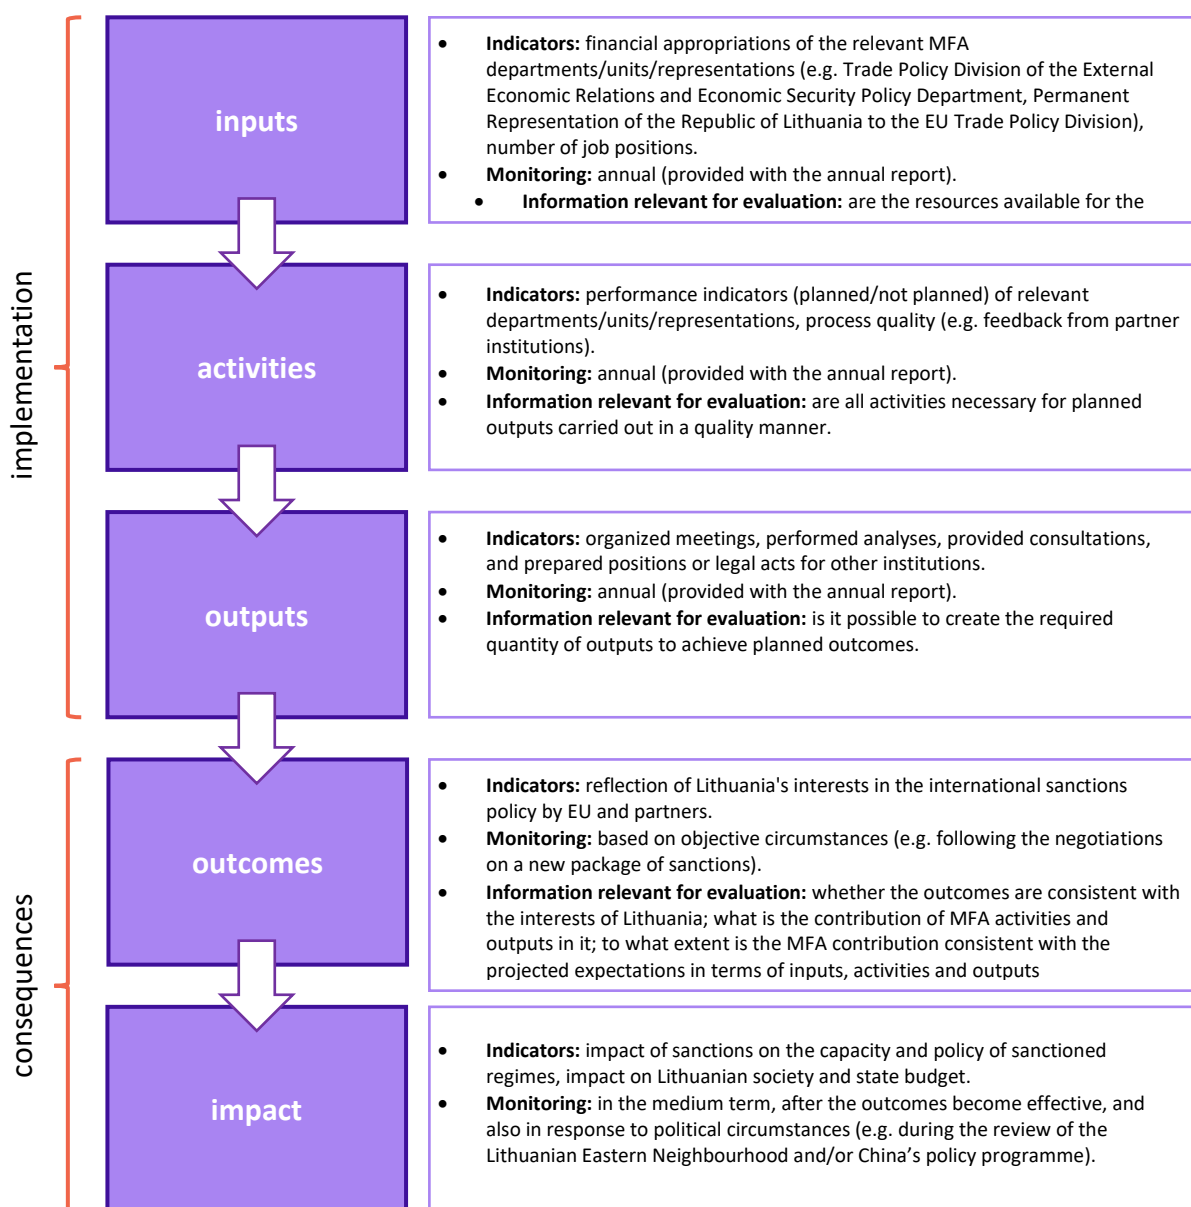 implementation
inputs
• Indicators: financial appropriations of the relevant MFA
departments/units/representations (e.g. Trade Policy Division of the External
Economic Relations and Economic Security Policy Department, Permanent
Representation of the Republic of Lithuania to the EU Trade Policy Division),
number of job positions.
• Monitoring: annual (provided with the annual report).
• Information relevant for evaluation: are the resources available for the
activities
• Indicators: performance indicators (planned/not planned) of relevant
departments/units/representations, process quality (e.g. feedback from partner
institutions).
• Monitoring: annual (provided with the annual report).
• Information relevant for evaluation: are all activities necessary for planned
outputs carried out in a quality manner.
outputs
• Indicators: organized meetings, performed analyses, provided consultations,
and prepared positions or legal acts for other institutions.
• Monitoring: annual (provided with the annual report).
• Information relevant for evaluation: is it possible to create the required
quantity of outputs to achieve planned outcomes.
consequences
outcomes
• Indicators: reflection of Lithuania's interests in the international sanctions
policy by EU and partners.
• Monitoring: based on objective circumstances (e.g. following the negotiations
on a new package of sanctions).
• Information relevant for evaluation: whether the outcomes are consistent with
the interests of Lithuania; what is the contribution of MFA activities and
outputs in it; to what extent is the MFA contribution consistent with the
projected expectations in terms of inputs, activities and outputs
impact
• Indicators: impact of sanctions on the capacity and policy of sanctioned
regimes, impact on Lithuanian society and state budget.
• Monitoring: in the medium term, after the outcomes become effective, and
also in response to political circumstances (e.g. during the review of the
Lithuanian Eastern Neighbourhood and/or China’s policy programme).